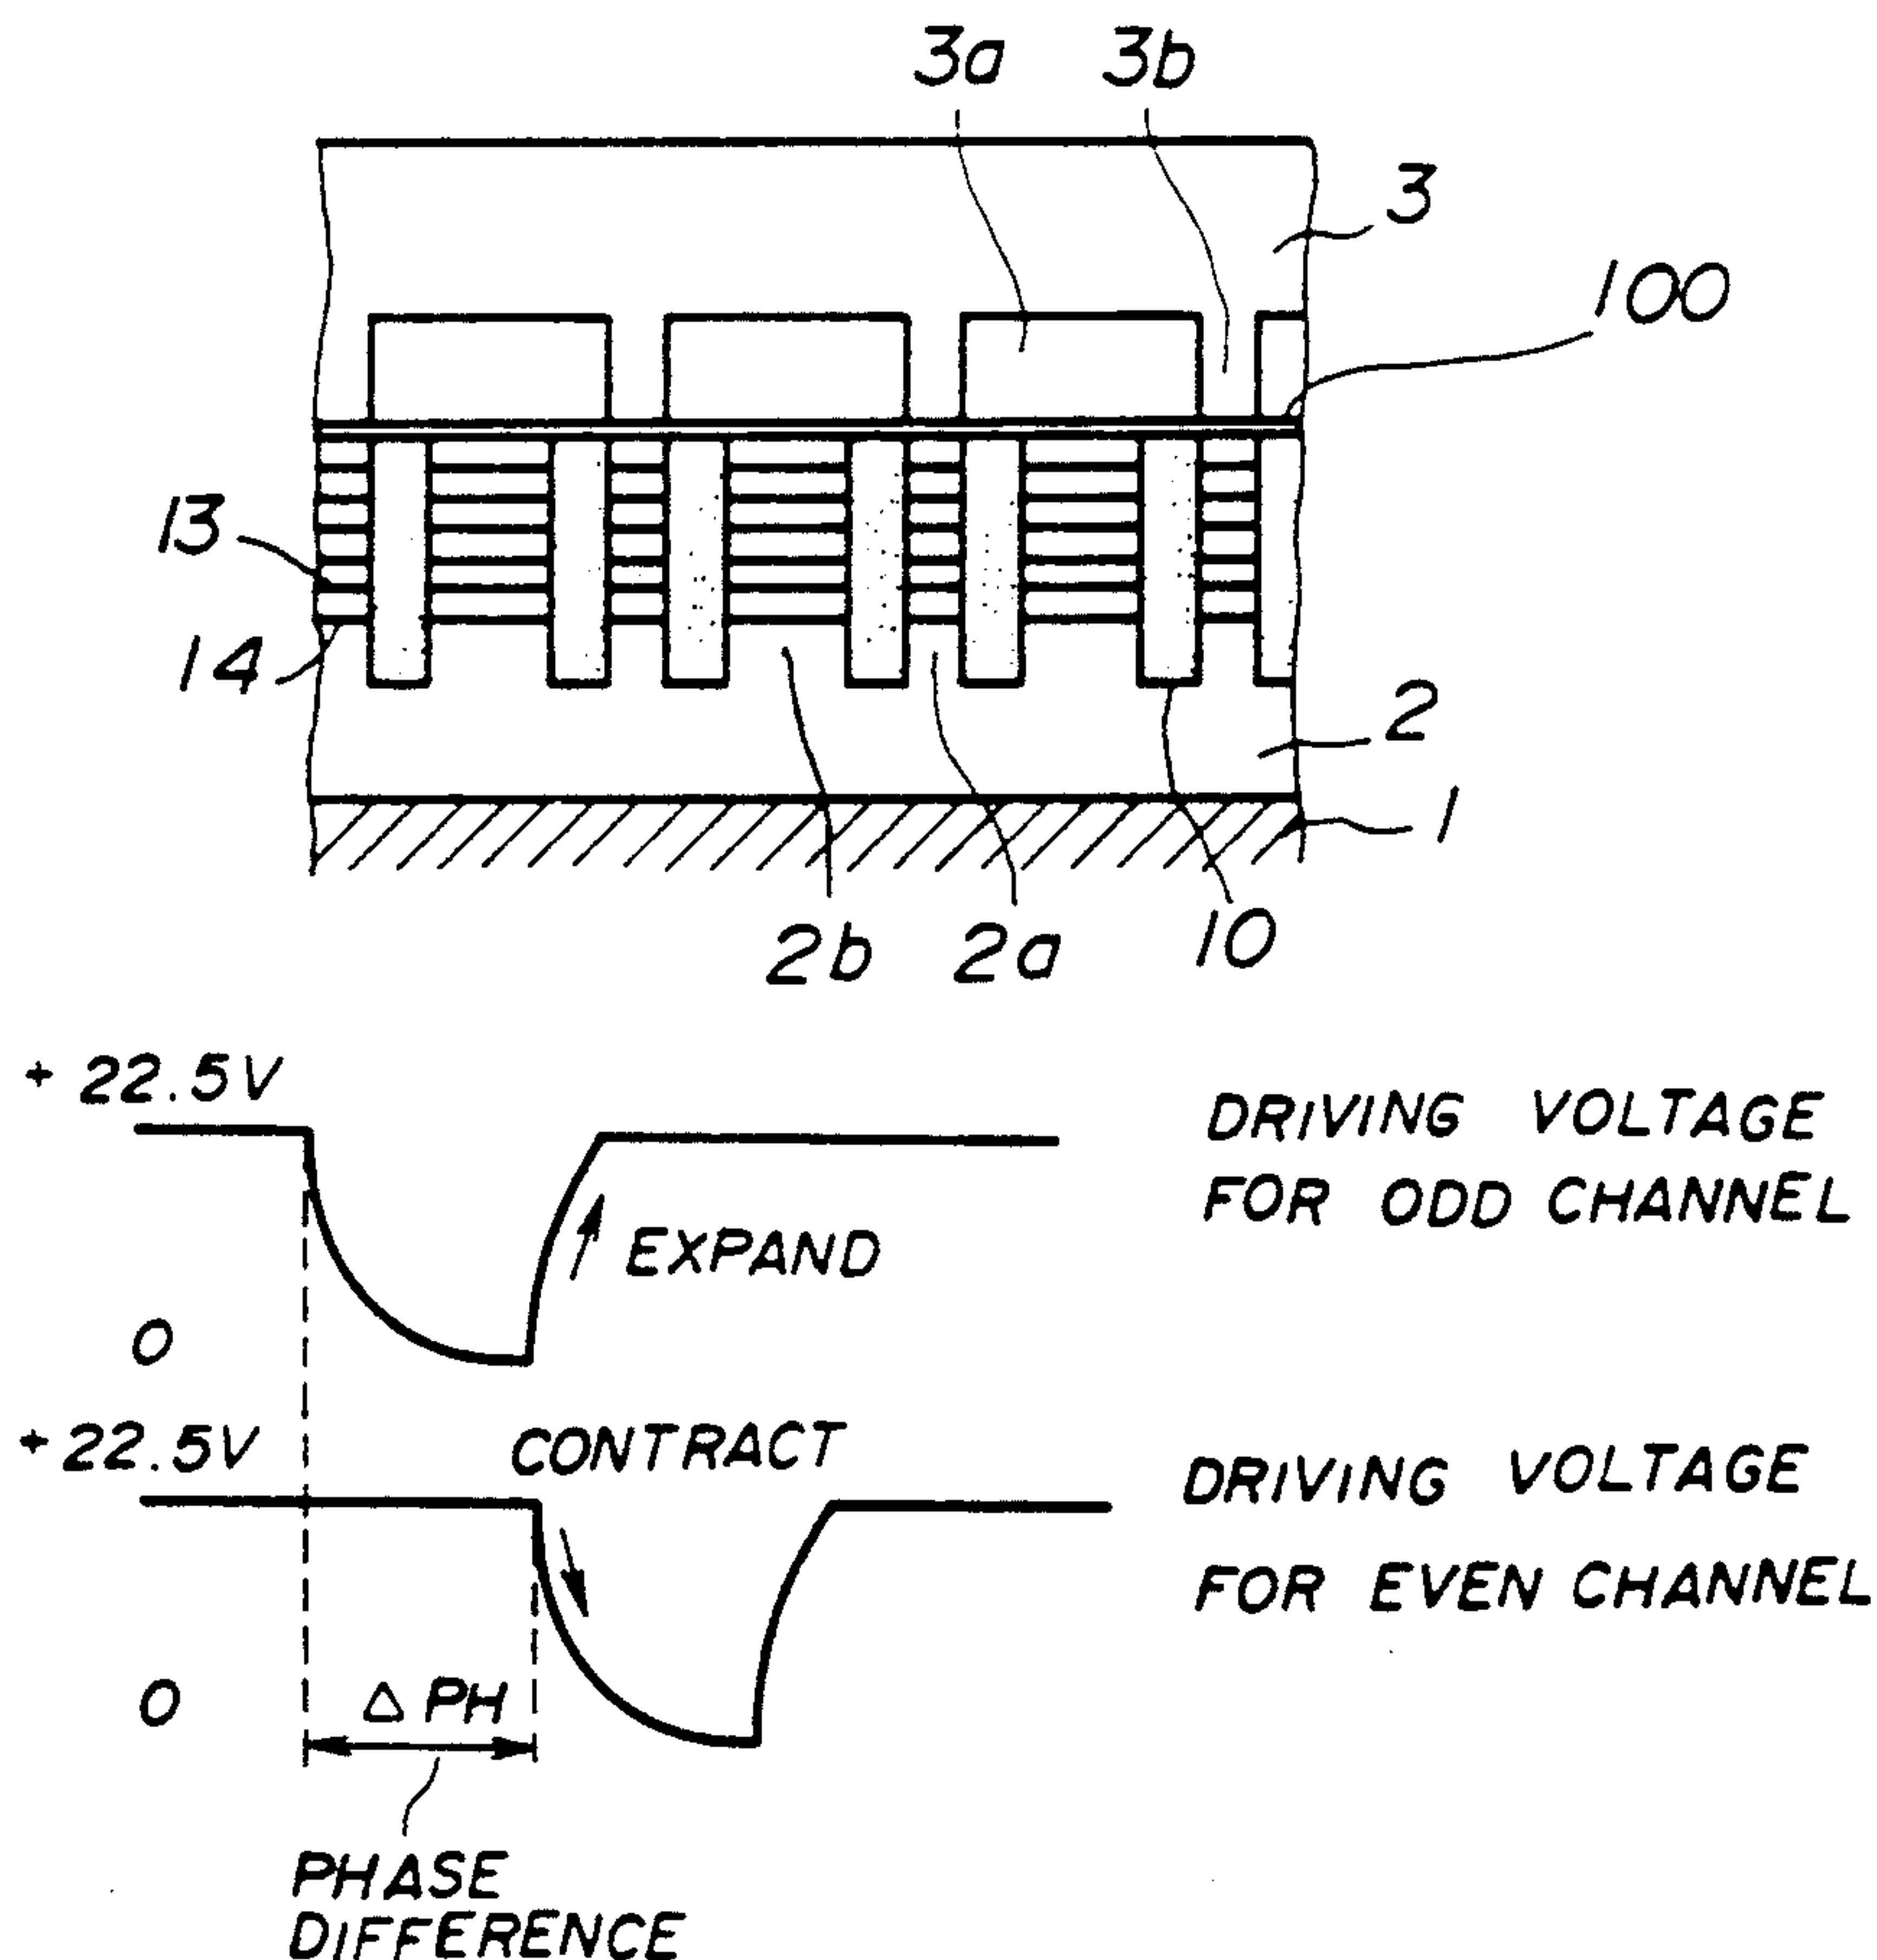 3a 3b
3
100
13
14
2
1
2b 2a 10
+ 22.5V
DRIVING VOLTAGE
FOR ODD CHANNEL
EXPAND
0
+ 22.5V
CONTRACT
DRIVING VOLTAGE
FOR EVEN CHANNEL
0
Δ PH
PHASE
DIFFERENCE